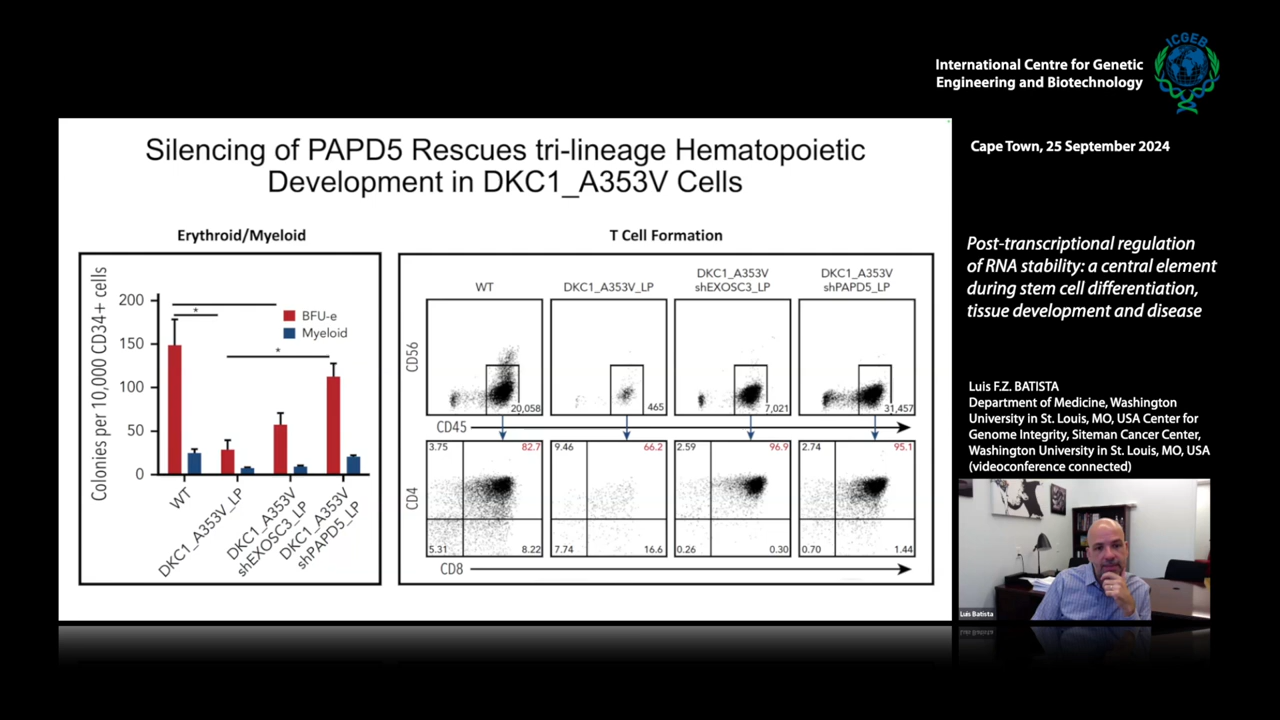 ICGEB
International Centre for Genetic
Engineering and Biotechnology
Cape Town, 25 September 2024
Silencing of PAPD5 Rescues tri-lineage Hematopoietic
Development in DKC1_A353V Cells
Erythroid/Myeloid
Colonies per 10,000 CD34+ cells
200
150
100
50
0
*
*
BFU-e
Myeloid
WT
DKC1_A353V_LP
DKC1_A353V
shEXOSC3_LP
DKC1_A353V
shPAPD5_LP
T Cell Formation
WT
DKC1_A353V_LP
DKC1_A353V
shEXOSC3_LP
DKC1_A353V
shPAPD5_LP
CD56
20,058
465
7,021
31,457
CD45
CD4
3.75 82.7
9.46 66.2
2.59 96.9
2.74 95.1
5.31 8.22
7.74 16.6
0.26 0.30
0.70 1.44
CD8
Post-transcriptional regulation
of RNA stability: a central element
during stem cell differentiation,
tissue development and disease
Luis F.Z. BATISTA
Department of Medicine, Washington
University in St. Louis, MO, USA Center for
Genome Integrity, Siteman Cancer Center,
Washington University in St. Louis, MO, USA
(videoconference connected)
Luis Batista